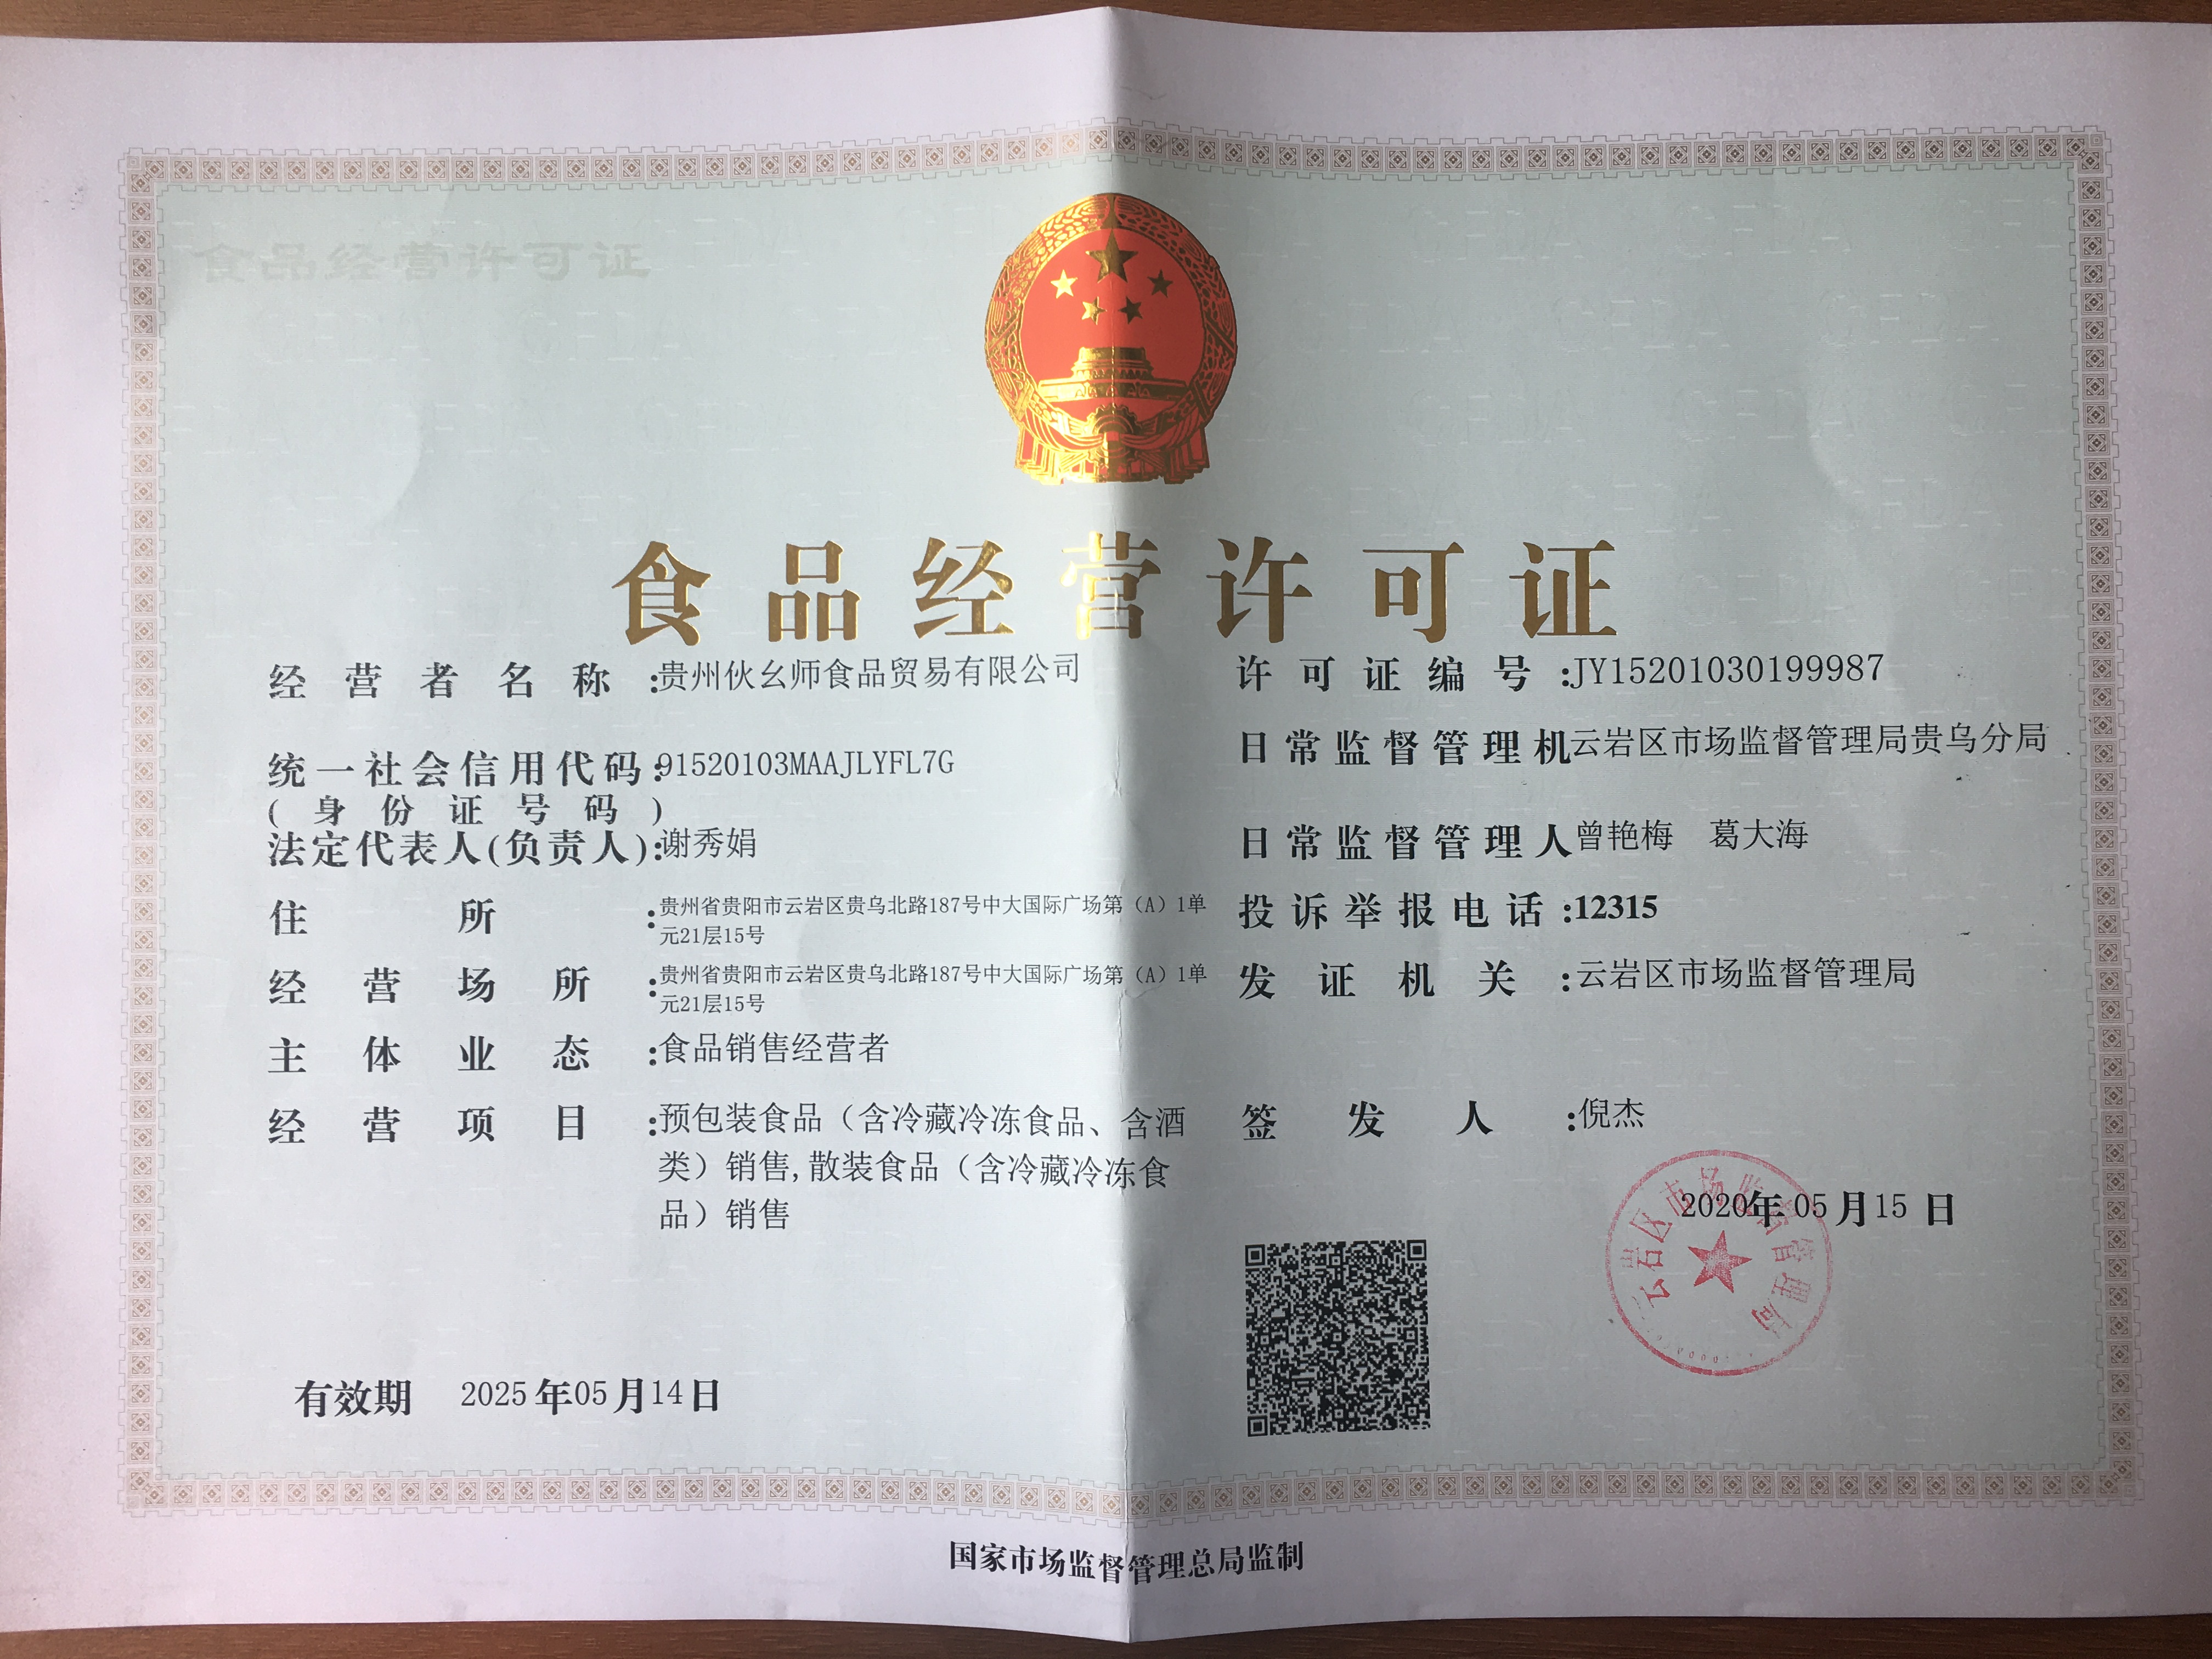 食品经营许可证
食品经营许可证
经营者名称:贵州伙幺师食品贸易有限公司
统一社会信用代码:91520103MAAJLYFL7G
(身份证号码)
法定代表人(负责人):谢秀娟
住所:贵州省贵阳市云岩区贵乌北路187号中大国际广场第（A）1单
元21层15号
经营场所:贵州省贵阳市云岩区贵乌北路187号中大国际广场第（A）1单
元21层15号
主体业态:食品销售经营者
经营项目:预包装食品（含冷藏冷冻食品、含酒
类）销售,散装食品（含冷藏冷冻食
品）销售
有效期 2025年05月14日
许可证编号:JY15201030199987
日常监督管理机云岩区市场监督管理局贵乌分局
日常监督管理人曾艳梅 葛大海
投诉举报电话:12315
发证机关:云岩区市场监督管理局
签发人:倪杰
2020年05月15日
云岩区市场监督管理局
国家市场监督管理总局监制